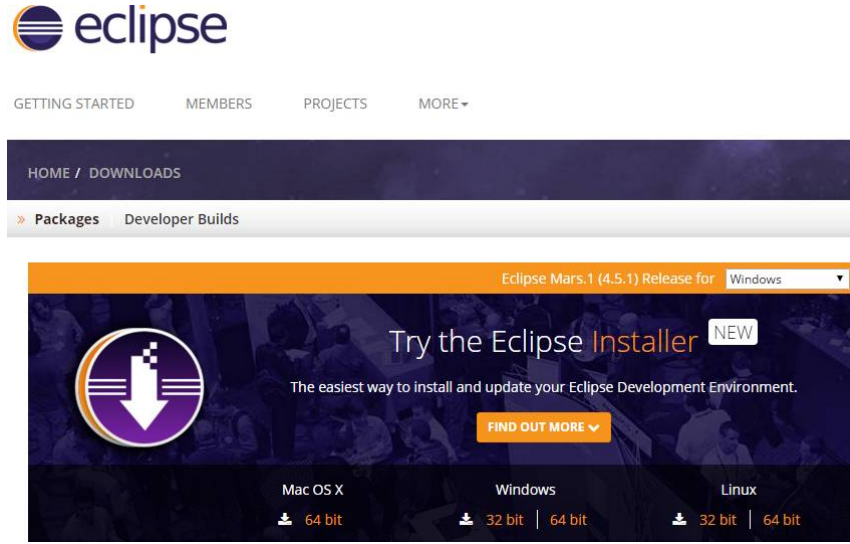 eclipse
GETTING STARTED MEMBERS PROJECTS MORE
HOME / DOWNLOADS
» Packages Developer Builds
Eclipse Mars.1 (4.5.1) Release for Windows
Try the Eclipse Installer NEW
The easiest way to install and update your Eclipse Development Environment.
FIND OUT MORE
Mac OS X Windows Linux
64 bit 32 bit | 64 bit 32 bit | 64 bit